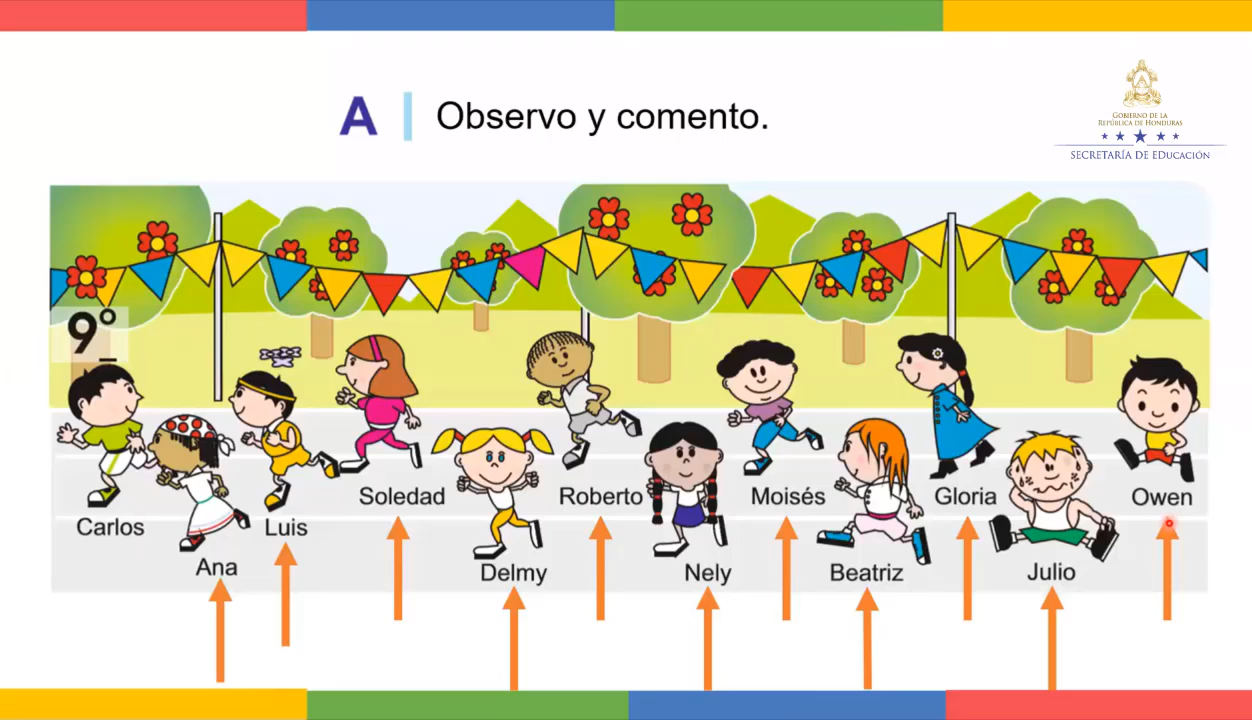 A Observo y comento.
GOBIERNO DE LA
REPÚBLICA DE HONDURAS
SECRETARÍA DE EDUCACIÓN
9º
Carlos
Ana
Luis
Soledad
Delmy
Roberto
Nely
Moisés
Beatriz
Gloria
Julio
Owen